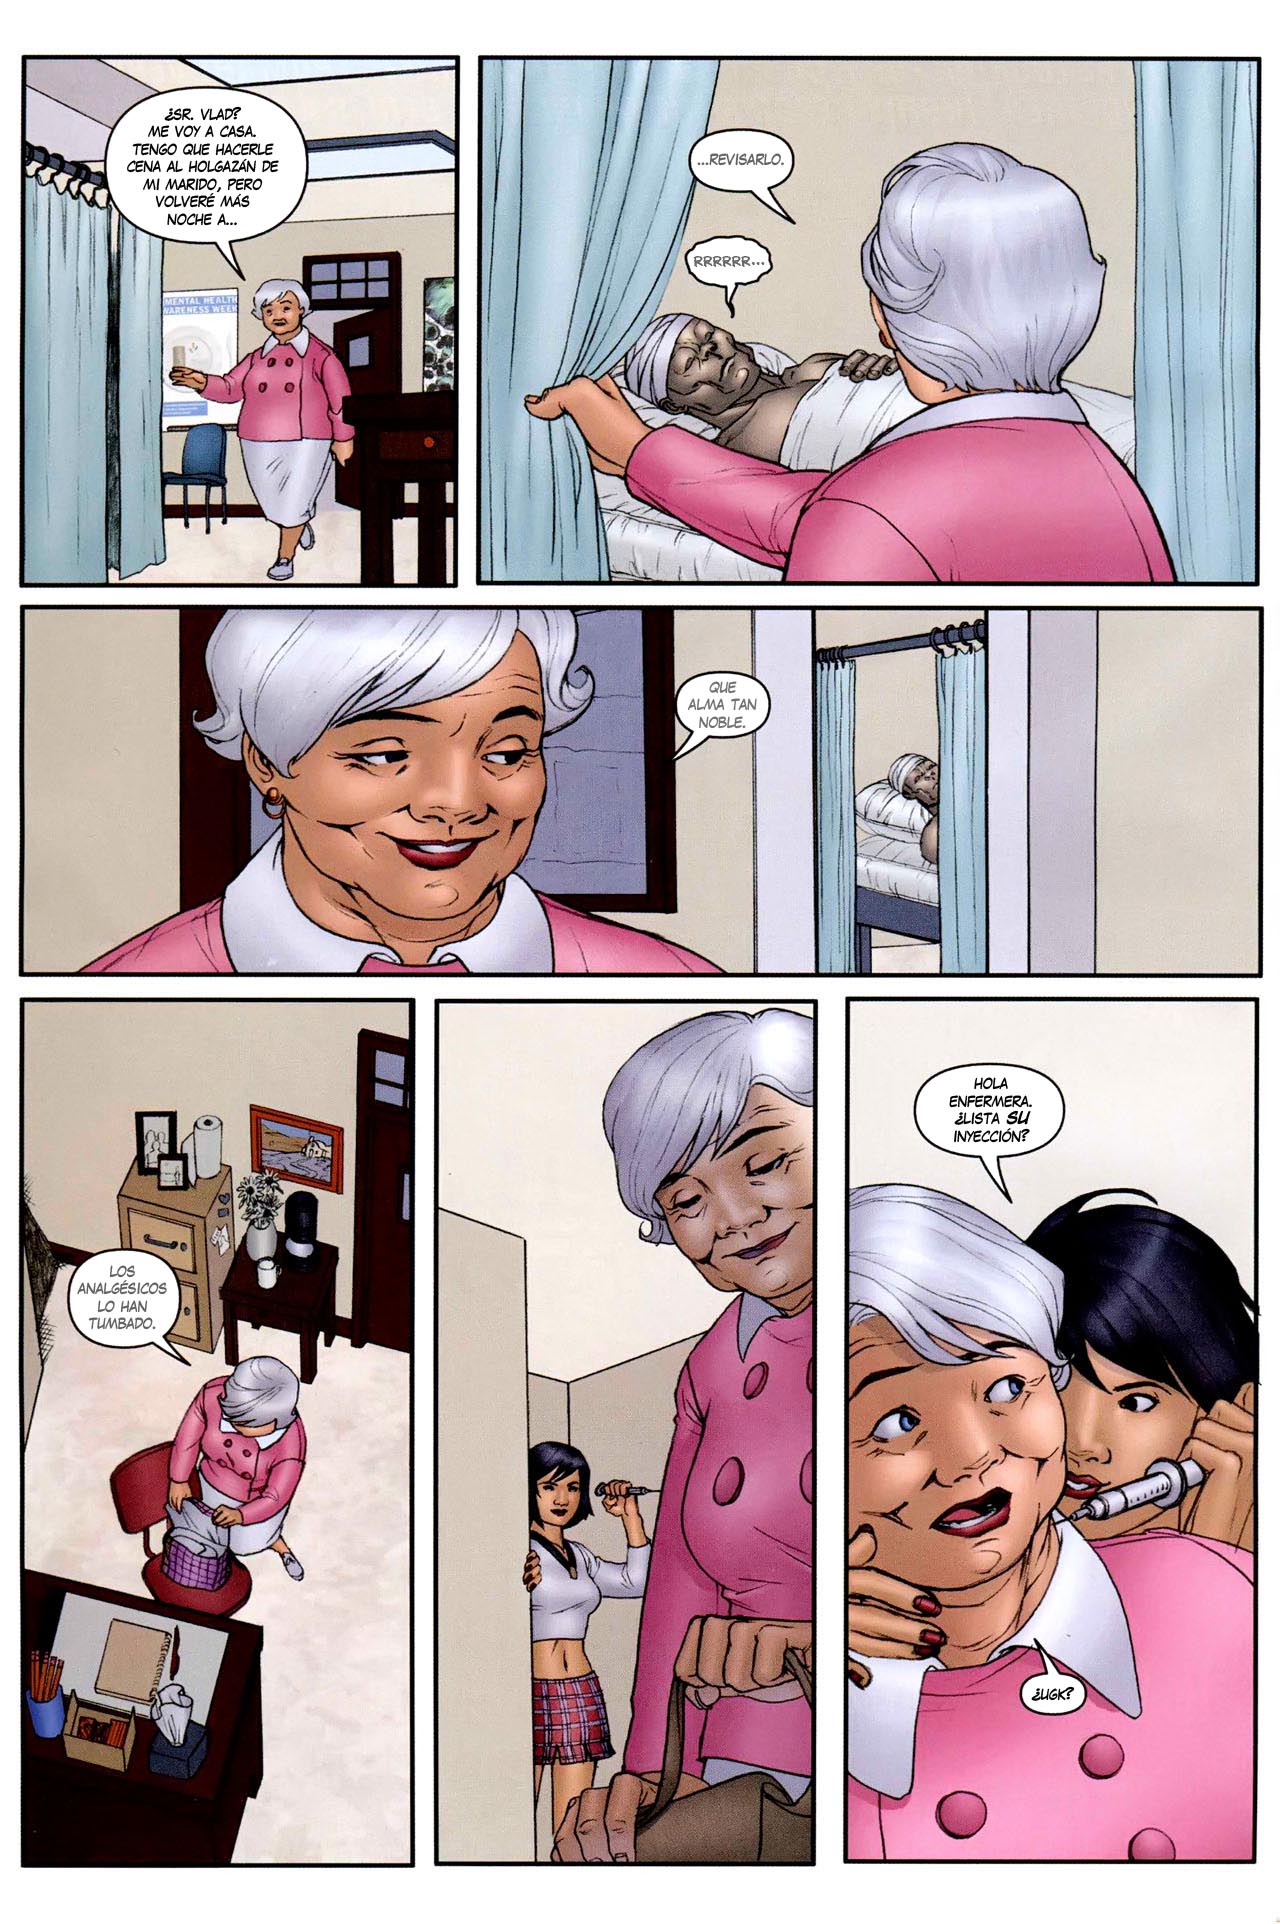 ¿SR. VLAD?
ME VOY A CASA.
TENGO QUE HACERLE
CENA AL HOLGAZÁN DE
MI MARIDO, PERO
VOLVERÉ MÁS
NOCHE A...
MENTAL HEALTH
AWARENESS WEEK
...REVISARLO.
RRRRRR...
QUE
ALMA TAN
NOBLE.
LOS
ANALGÉSICOS
LO HAN
TUMBADO.
HOLA
ENFERMERA.
¿LISTA SU
INYECCIÓN?
¿UGK?